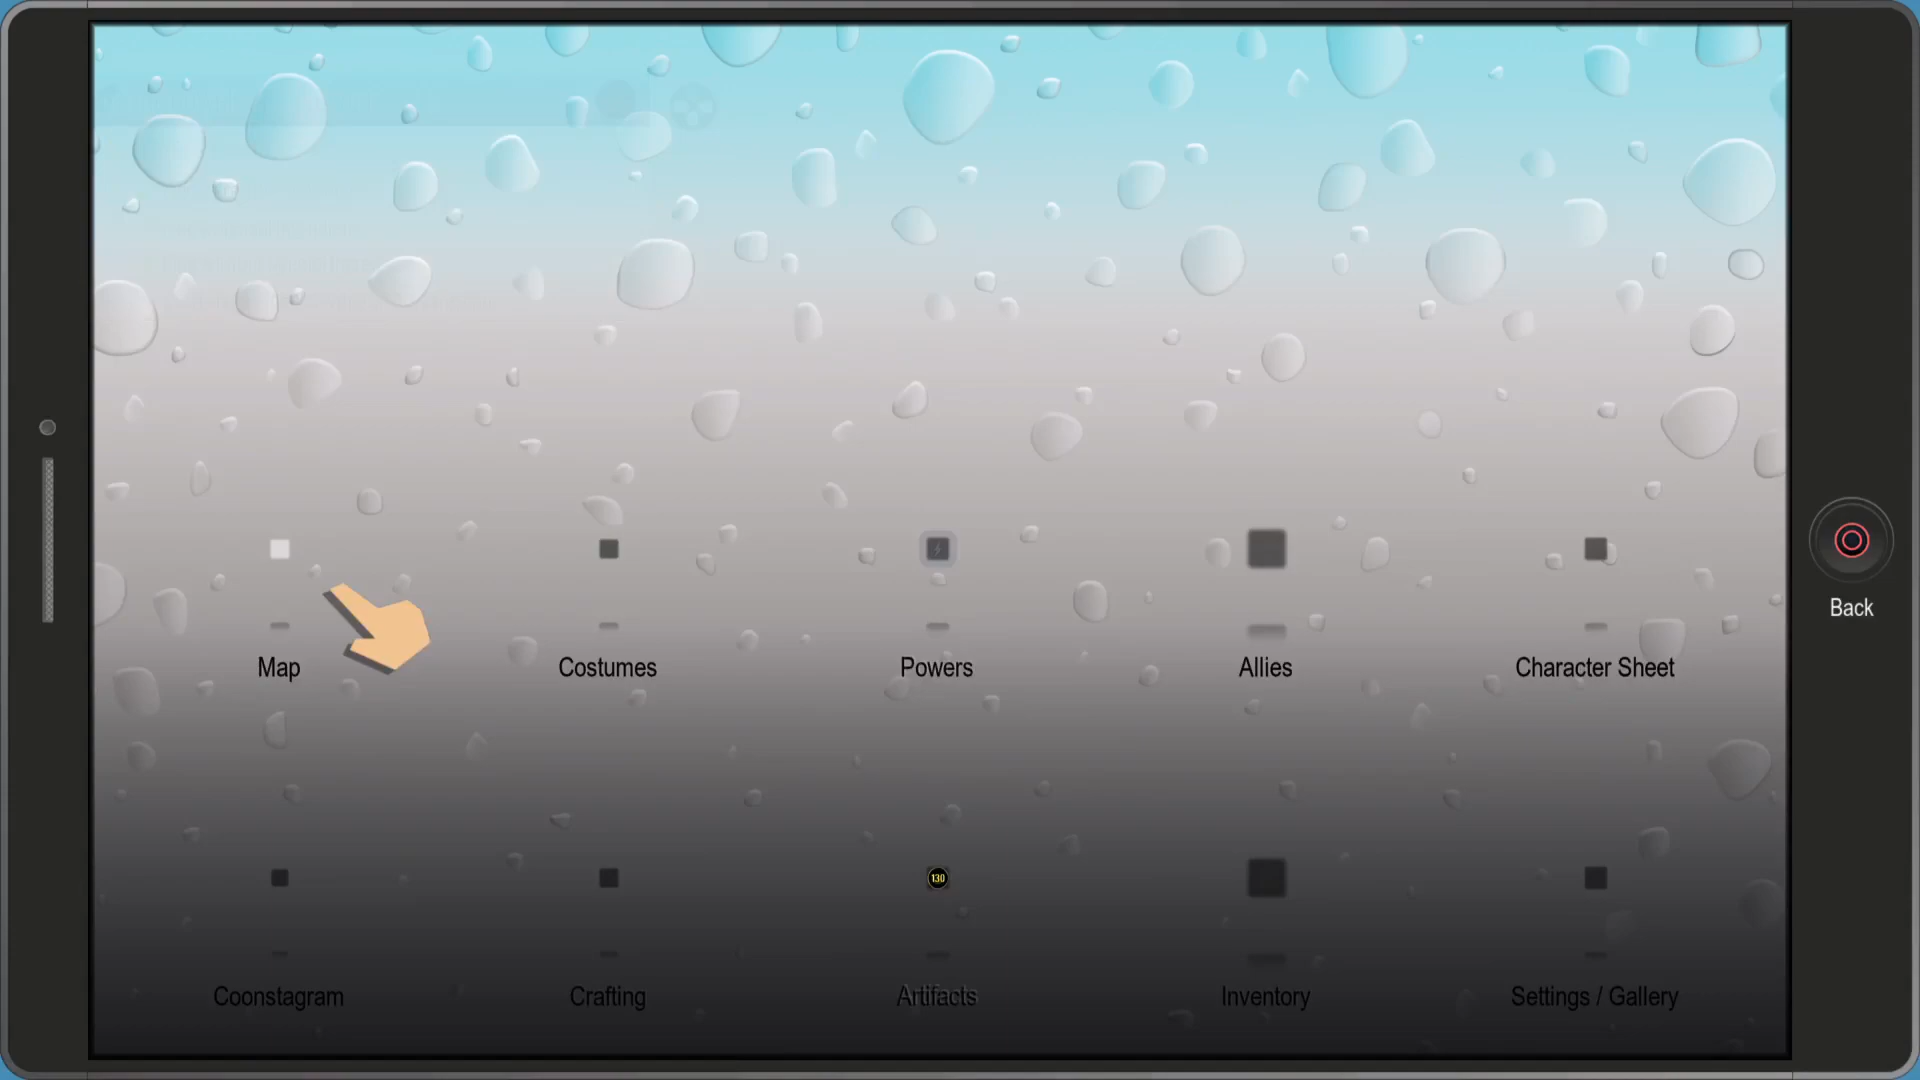 Back
Map
Costumes
Powers
Allies
Character Sheet
130
Coonstagram
Crafting
Artifacts
Inventory
Settings / Gallery